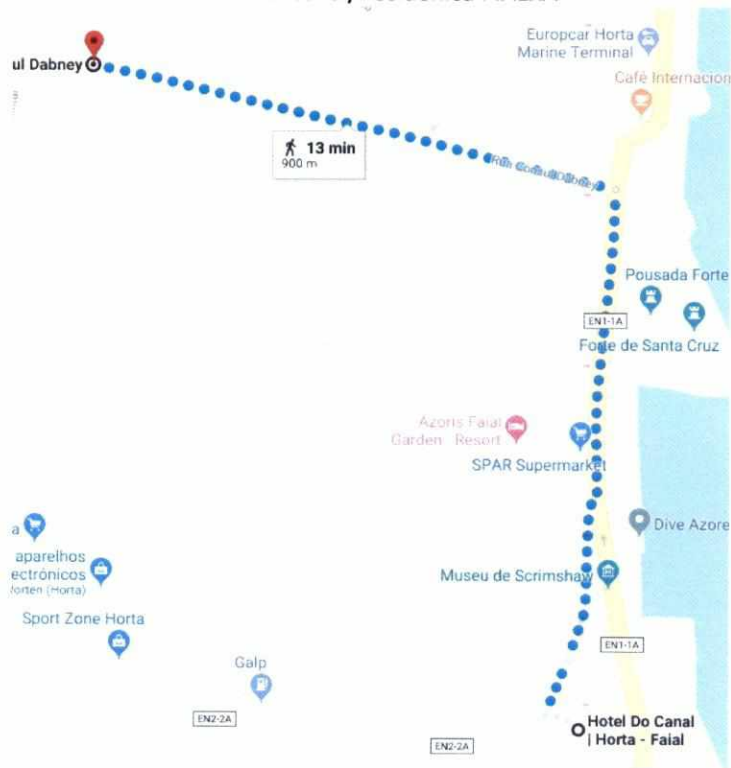 Europcar Horta
Marine Terminal
ul Dabney
Café Internacion
13 min
900 m
Pousada Forte
EN1-1A
Forte de Santa Cruz
Azoris Faial
Garden - Resort
SPAR Supermarket
Dive Azore
a
aparelhos
ectrónicos
Worten (Horta)
Museu de Scrimshaw
Sport Zone Horta
EN1-1A
Galp
EN2-2A
Hotel Do Canal
| Horta - Faial
EN2-2A